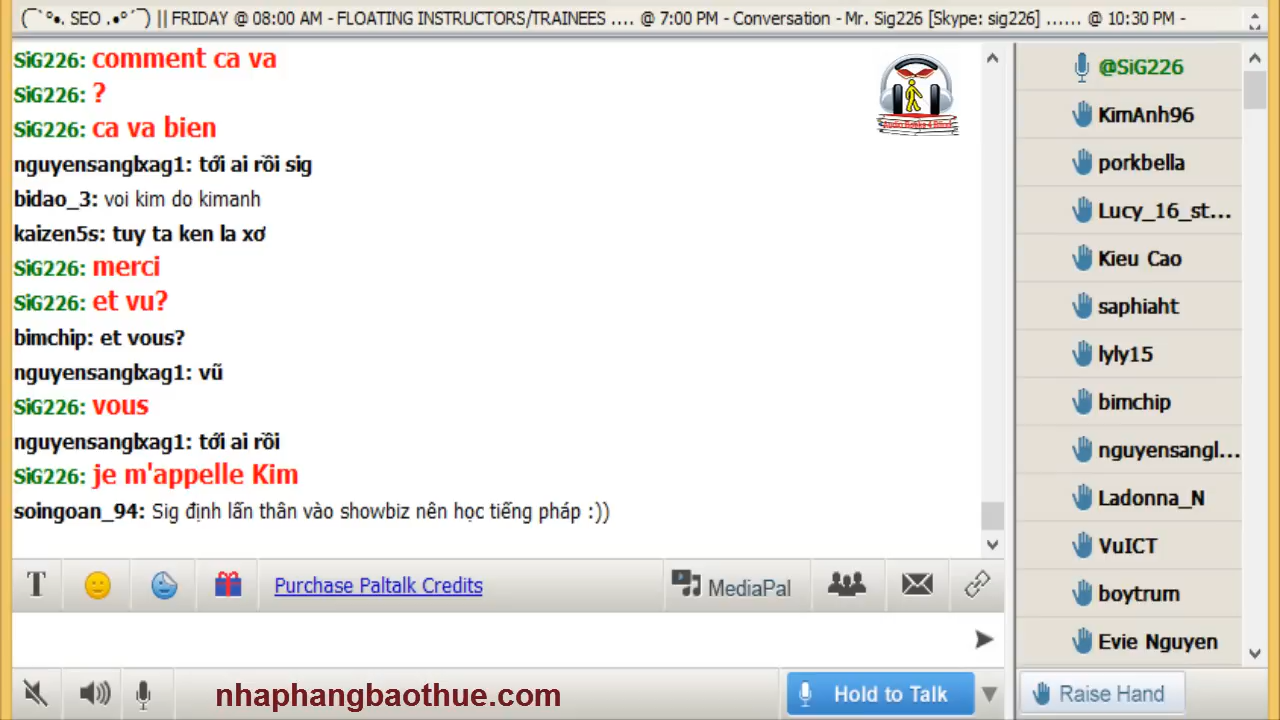 (¯`°•. SEO .•°´¯) || FRIDAY @ 08:00 AM - FLOATING INSTRUCTORS/TRAINEES .... @ 7:00 PM - Conversation - Mr. Sig226 [Skype: sig226] ...... @ 10:30 PM -
SiG226: comment ca va
SiG226: ?
SiG226: ca va bien
nguyensanglxag1: tới ai rồi sig
bidao_3: voi kim do kimanh
kaizen5s: tuy ta ken la xơ
SiG226: merci
SiG226: et vu?
bimchip: et vous?
nguyensanglxag1: vũ
SiG226: vous
nguyensanglxag1: tới ai rồi
SiG226: je m'appelle Kim
soingoan_94: Sig định lấn thân vào showbiz nên học tiếng pháp :))
@SiG226
KimAnh96
porkbella
Lucy_16_st...
Kieu Cao
saphiaht
lyly15
bimchip
nguyensangl...
Ladonna_N
VuICT
boytrum
Evie Nguyen
T
Purchase Paltalk Credits
MediaPal
nhaphangbaothue.com
Hold to Talk
Raise Hand